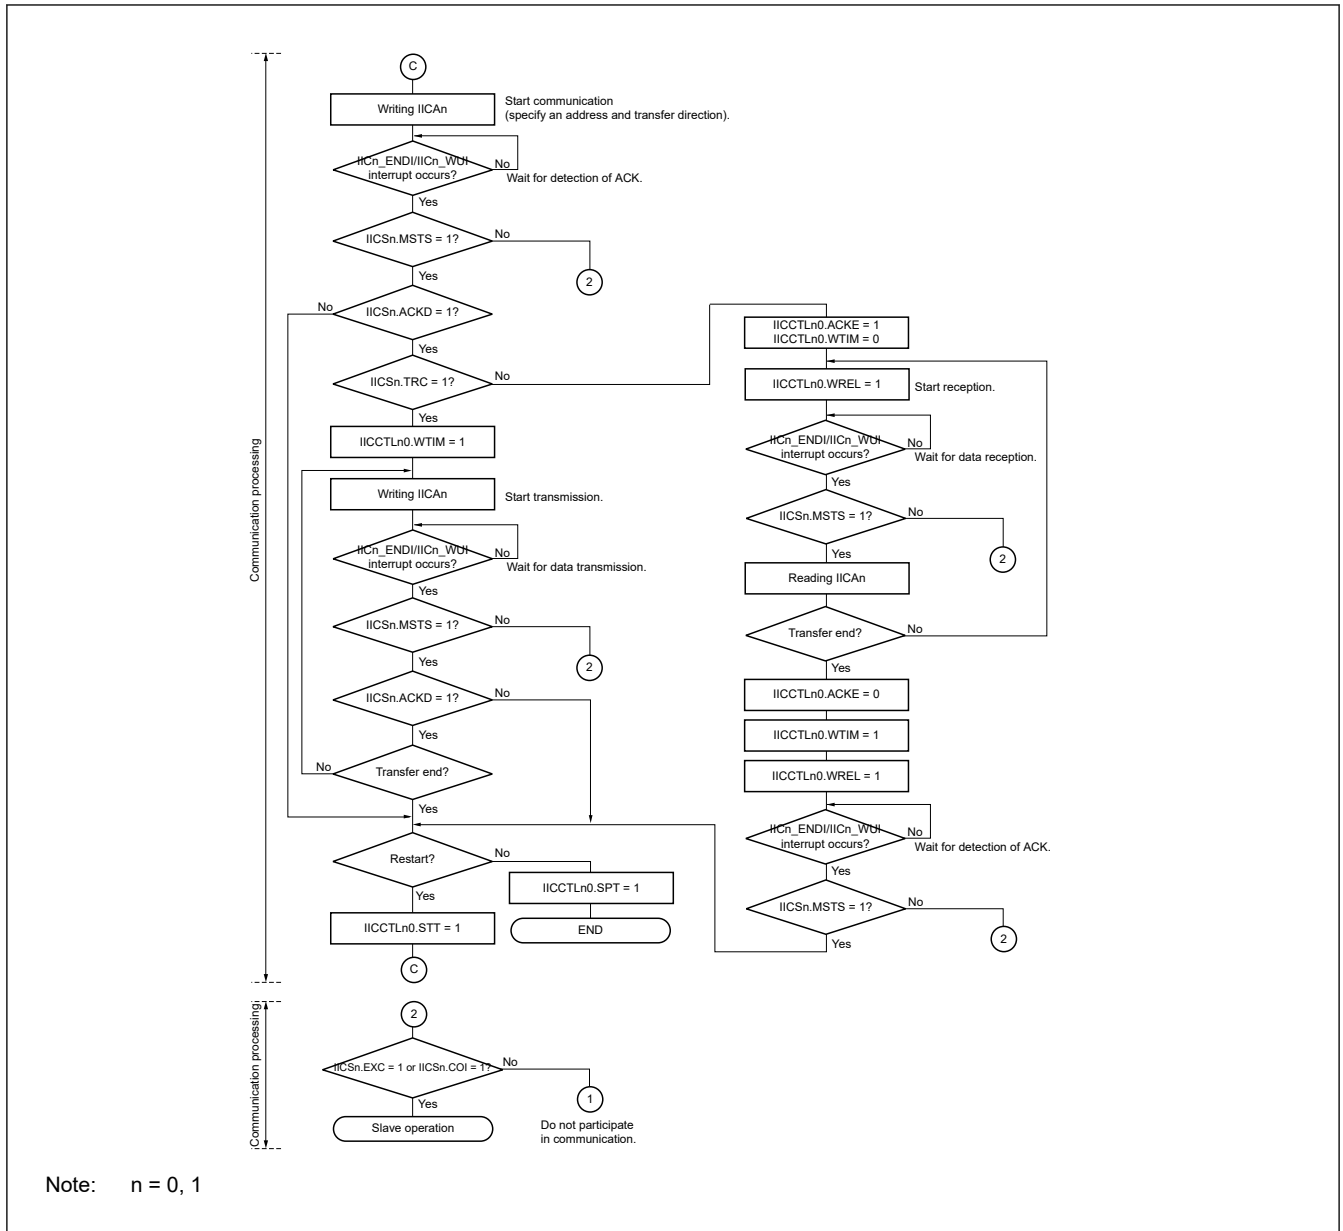 C
Writing IICAn
Start communication
(specify an address and transfer direction).
IICn_ENDI/IICn_WUI
interrupt occurs?
No
Wait for detection of ACK.
Yes
IICSn.MSTS = 1?
No
2
Yes
IICSn.ACKD = 1?
No
Yes
IICSn.TRC = 1?
No
Yes
IICCTLn0.WTIM = 1
Writing IICAn
Start transmission.
IICn_ENDI/IICn_WUI
interrupt occurs?
No
Wait for data transmission.
Yes
IICSn.MSTS = 1?
No
2
Yes
IICSn.ACKD = 1?
No
Yes
Transfer end?
No
Yes
Restart?
No
IICCTLn0.SPT = 1
END
Yes
IICCTLn0.STT = 1
C
Communication processing
IICCTLn0.ACKE = 1
IICCTLn0.WTIM = 0
IICCTLn0.WREL = 1
Start reception.
IICn_ENDI/IICn_WUI
interrupt occurs?
No
Wait for data reception.
Yes
IICSn.MSTS = 1?
No
2
Yes
Reading IICAn
Transfer end?
No
Yes
IICCTLn0.ACKE = 0
IICCTLn0.WTIM = 1
IICCTLn0.WREL = 1
IICn_ENDI/IICn_WUI
interrupt occurs?
No
Wait for detection of ACK.
Yes
IICSn.MSTS = 1?
No
2
Yes
Communication processing
2
IICSn.EXC = 1 or IICSn.COI = 1?
No
1
Do not participate
in communication.
Yes
Slave operation
Note: n = 0, 1